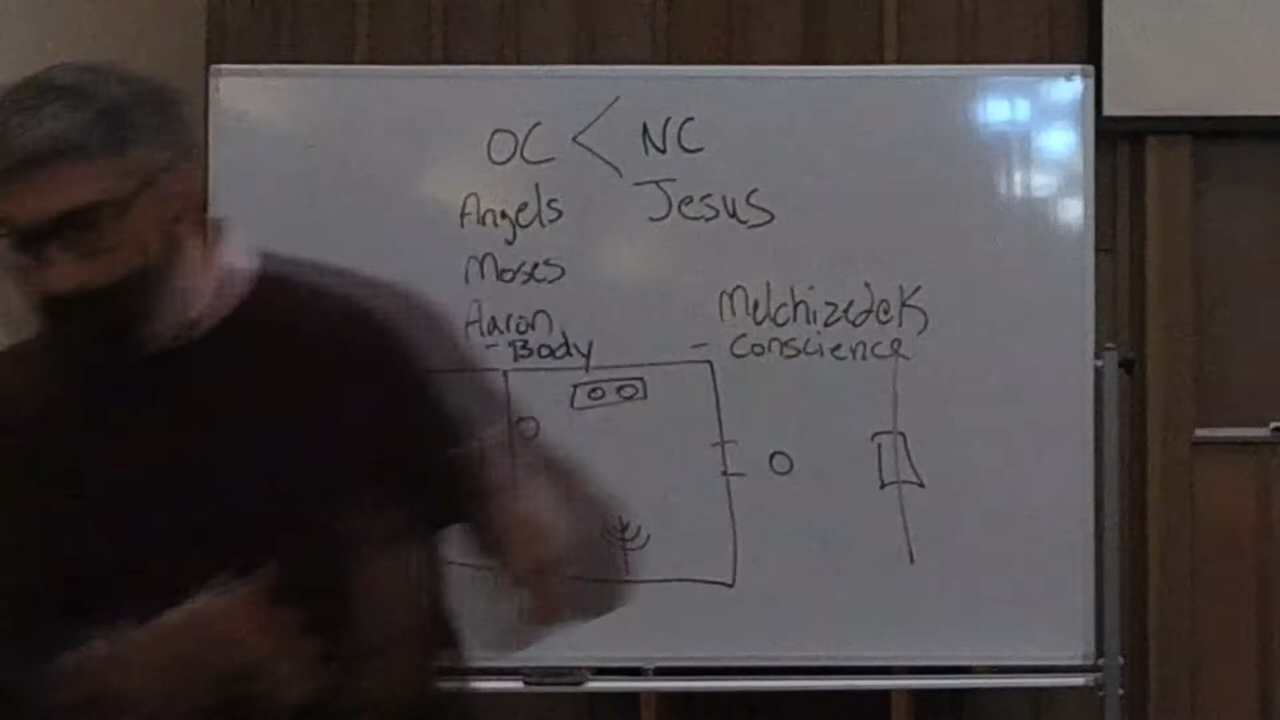 OC < NC
Angels Jesus
Moses
Aaron Melchizedek
- Body - Conscience